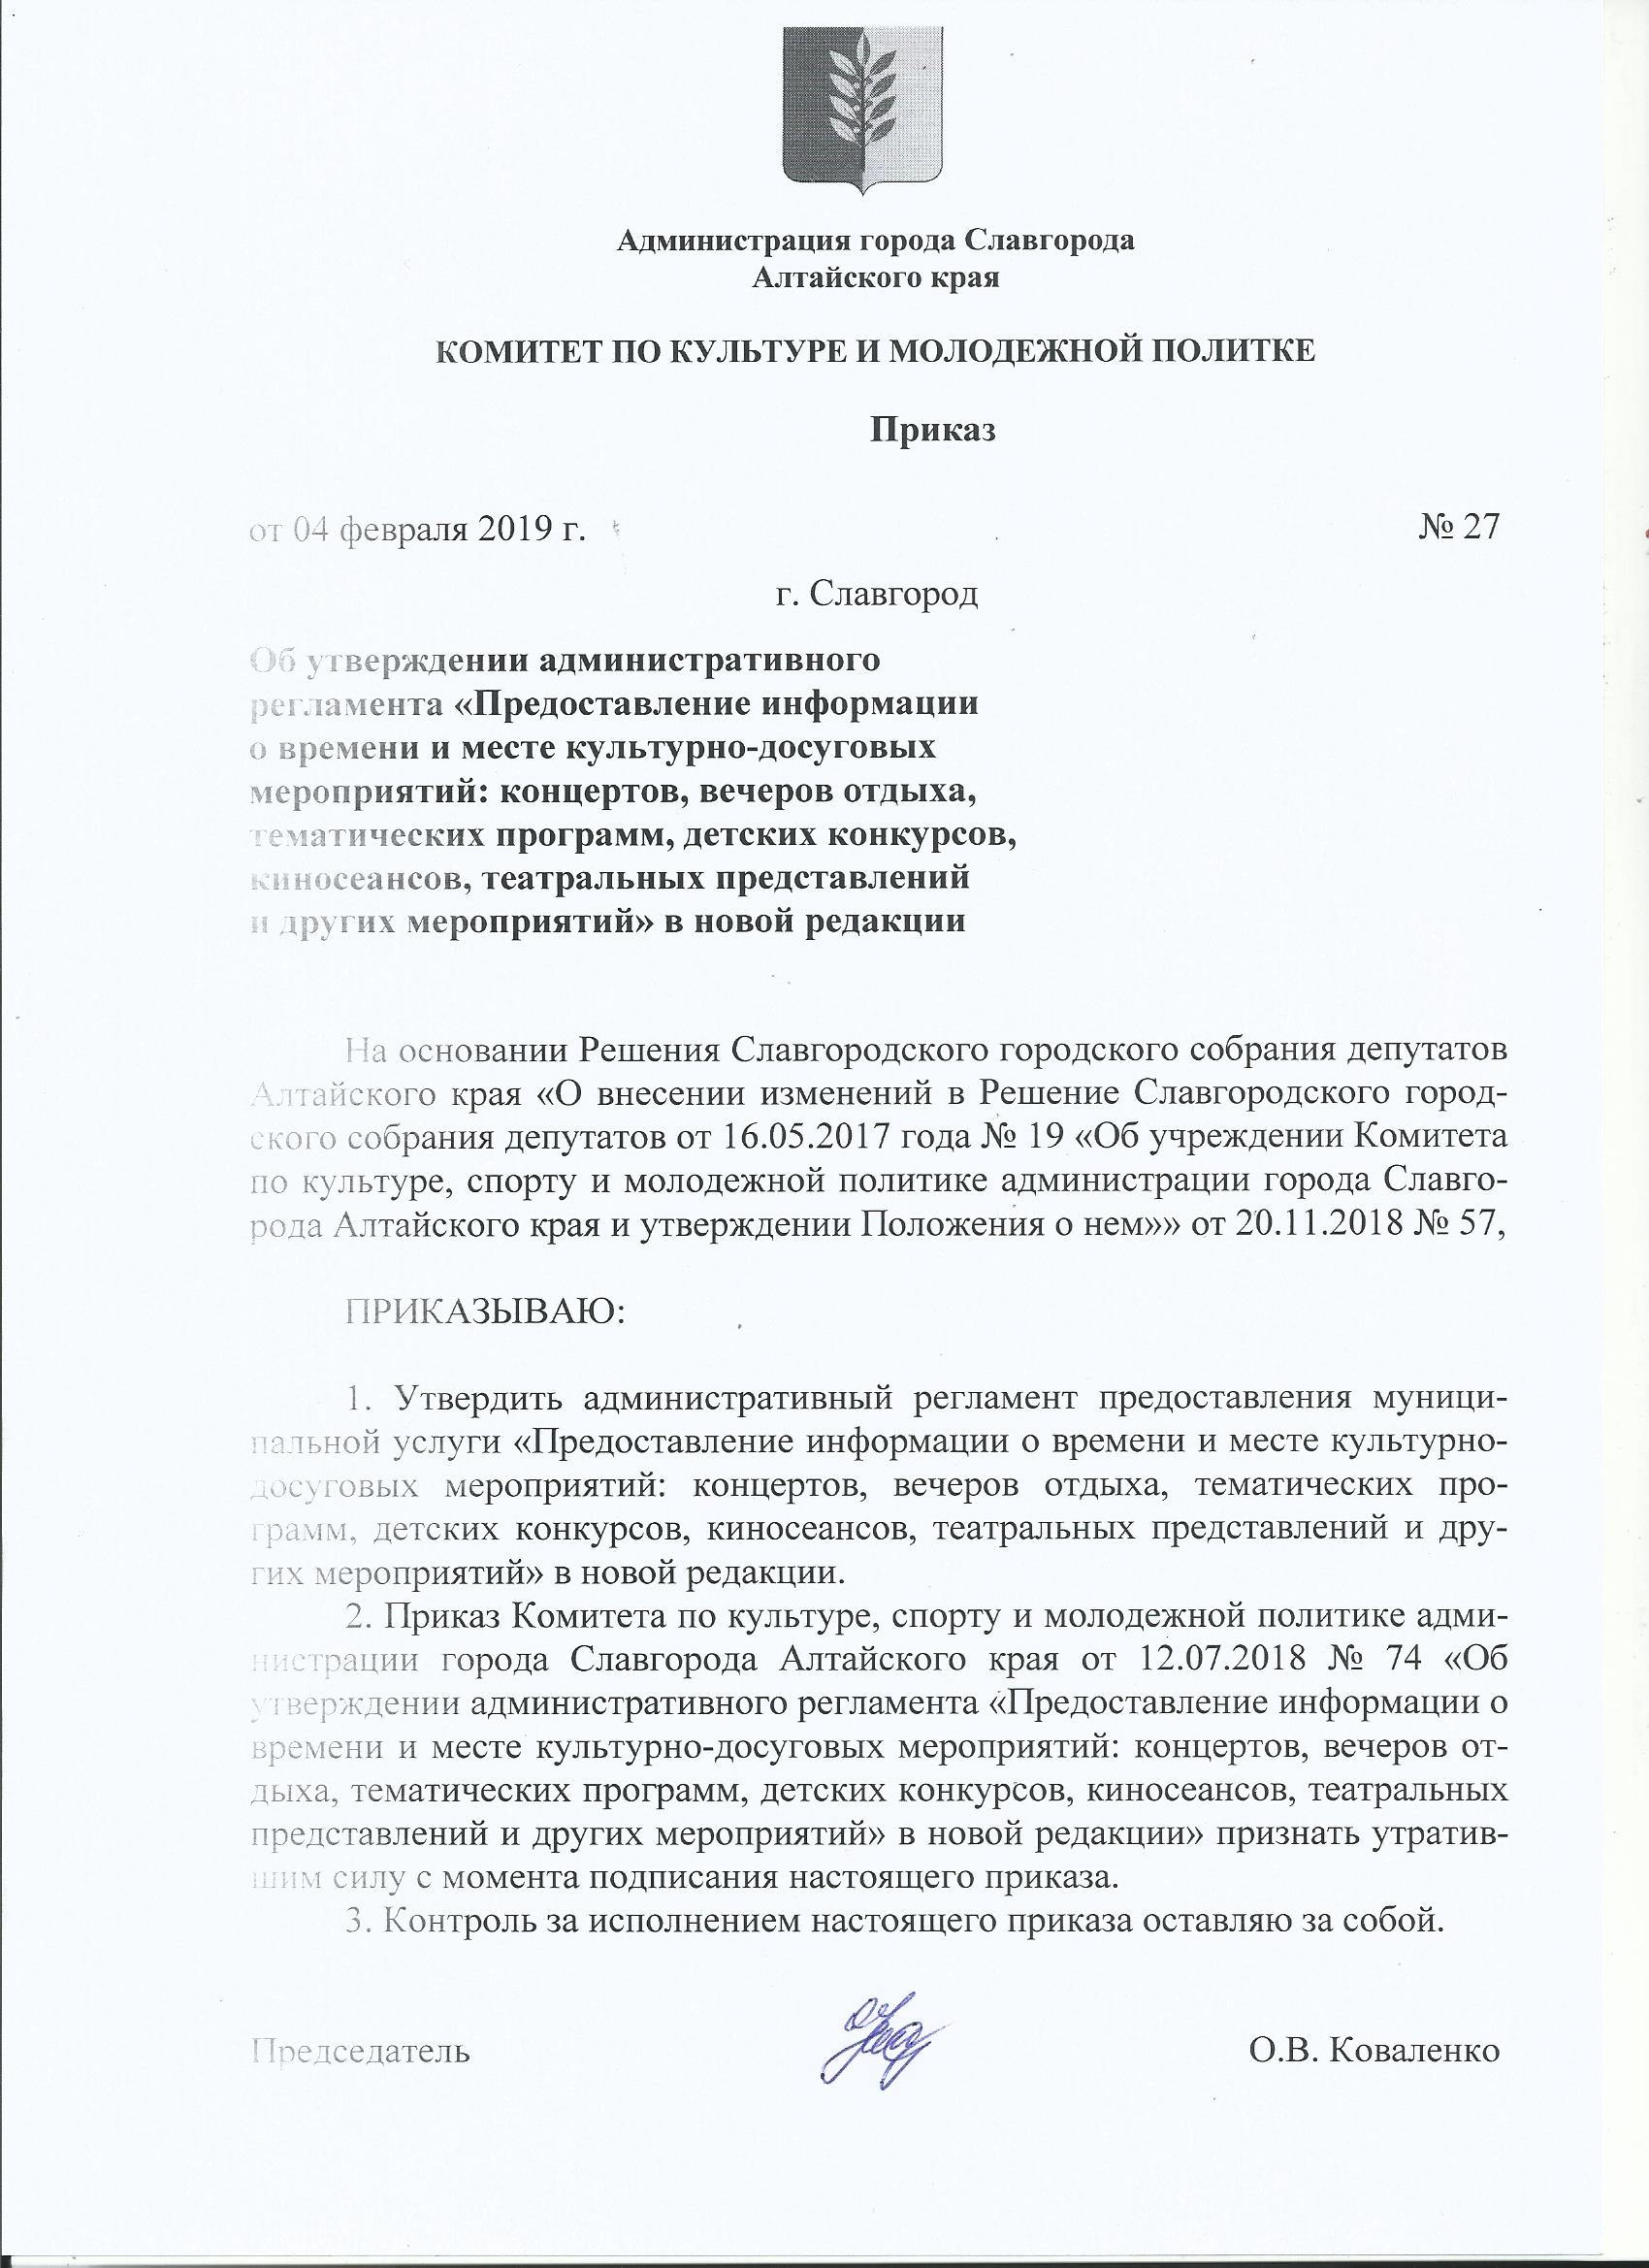 Администрация города Славгорода
Алтайского края
КОМИТЕТ ПО КУЛЬТУРЕ И МОЛОДЕЖНОЙ ПОЛИТКЕ
Приказ
от 04 февраля 2019 г. № 27
г. Славгород
Об утверждении административного
регламента «Предоставление информации
о времени и месте культурно-досуговых
мероприятий: концертов, вечеров отдыха,
тематических программ, детских конкурсов,
киносеансов, театральных представлений
и других мероприятий» в новой редакции
На основании Решения Славгородского городского собрания депутатов
Алтайского края «О внесении изменений в Решение Славгородского город-
ского собрания депутатов от 16.05.2017 года № 19 «Об учреждении Комитета
по культуре, спорту и молодежной политике администрации города Славго-
рода Алтайского края и утверждении Положения о нем»» от 20.11.2018 № 57,
ПРИКАЗЫВАЮ:
1. Утвердить административный регламент предоставления муници-
пальной услуги «Предоставление информации о времени и месте культурно-
досуговых мероприятий: концертов, вечеров отдыха, тематических про-
грамм, детских конкурсов, киносеансов, театральных представлений и дру-
гих мероприятий» в новой редакции.
2. Приказ Комитета по культуре, спорту и молодежной политике адми-
нистрации города Славгорода Алтайского края от 12.07.2018 № 74 «Об
утверждении административного регламента «Предоставление информации о
времени и месте культурно-досуговых мероприятий: концертов, вечеров от-
дыха, тематических программ, детских конкурсов, киносеансов, театральных
представлений и других мероприятий» в новой редакции» признать утратив-
шим силу с момента подписания настоящего приказа.
3. Контроль за исполнением настоящего приказа оставляю за собой.
Председатель О.В. Коваленко